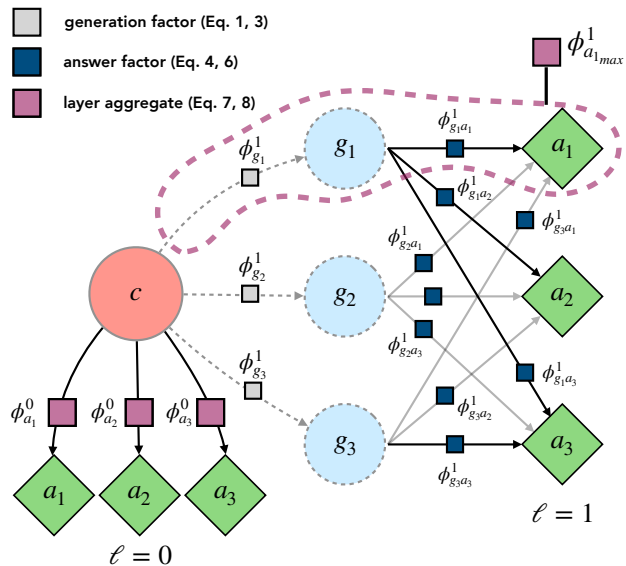 generation factor (Eq. 1, 3)
answer factor (Eq. 4, 6)
layer aggregate (Eq. 7, 8)
ϕ¹ₐ₁ₘₐₓ
ϕ¹g₁
g₁
ϕ¹g₁a₁
a₁
ϕ¹g₁a₂
ϕ¹g₃a₁
ϕ¹g₂a₁
c
ϕ¹g₂
g₂
a₂
ϕ¹g₂a₃
ϕ¹g₃
ϕ¹g₁a₃
ϕ¹g₃a₂
ϕ⁰a₁
ϕ⁰a₂
ϕ⁰a₃
g₃
a₃
ϕ¹g₃a₃
a₁
a₂
a₃
ℓ = 1
ℓ = 0